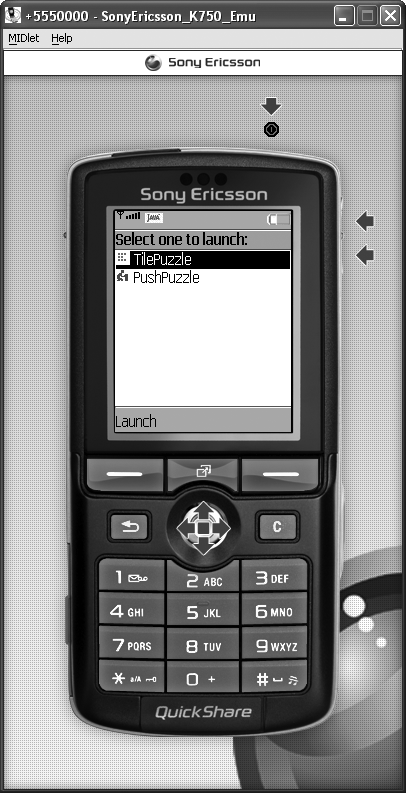 +5550000 - SonyEricsson_K750_Emu
MIDlet Help
Sony Ericsson
Sony Ericsson
JAVA
Select one to launch:
TilePuzzle
PushPuzzle
Launch
C
1 2 ABC 3 DEF
4 GHI 5 JKL 6 MNO
7 PQRS 8 TUV 9 WXYZ
* a/A 0 + #
QuickShare